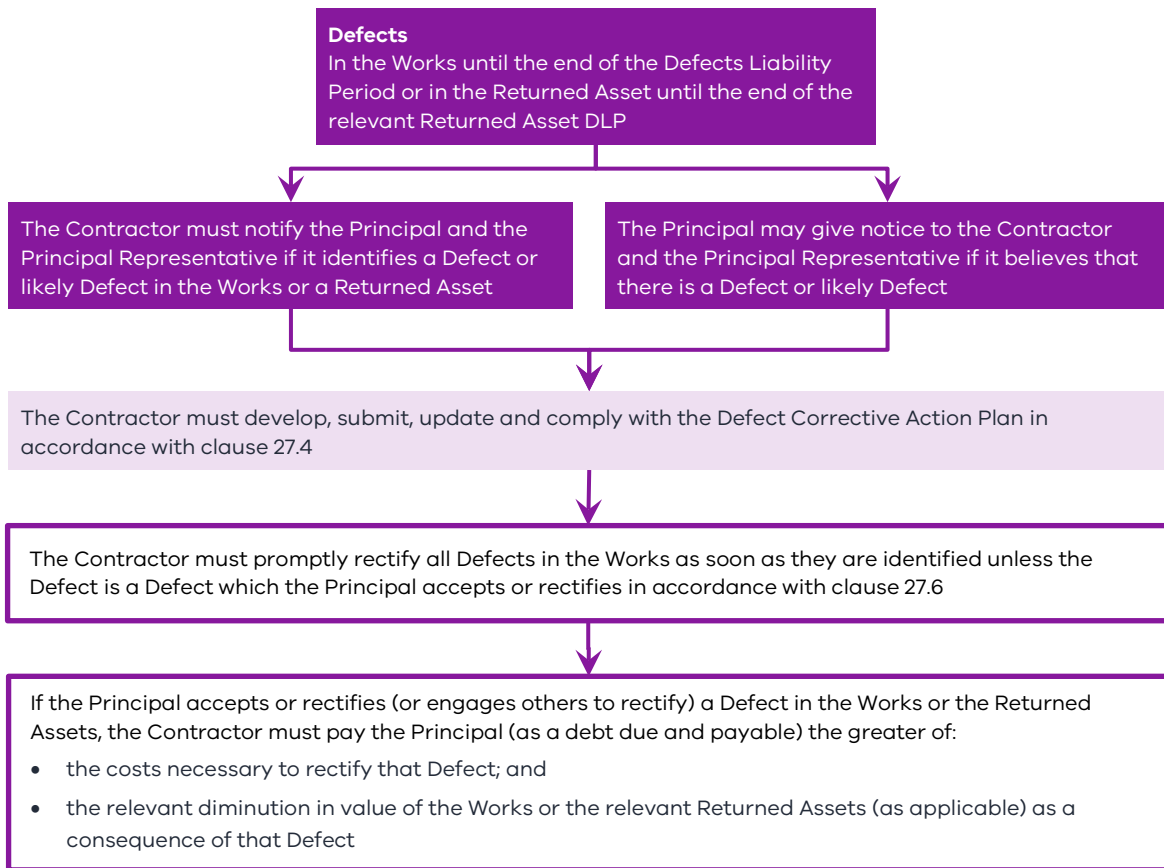 Defects
In the Works until the end of the Defects Liability
Period or in the Returned Asset until the end of the
relevant Returned Asset DLP
The Contractor must notify the Principal and the
Principal Representative if it identifies a Defect or
likely Defect in the Works or a Returned Asset
The Principal may give notice to the Contractor
and the Principal Representative if it believes that
there is a Defect or likely Defect
The Contractor must develop, submit, update and comply with the Defect Corrective Action Plan in
accordance with clause 27.4
The Contractor must promptly rectify all Defects in the Works as soon as they are identified unless the
Defect is a Defect which the Principal accepts or rectifies in accordance with clause 27.6
If the Principal accepts or rectifies (or engages others to rectify) a Defect in the Works or the Returned
Assets, the Contractor must pay the Principal (as a debt due and payable) the greater of:
• the costs necessary to rectify that Defect; and
• the relevant diminution in value of the Works or the relevant Returned Assets (as applicable) as a
consequence of that Defect